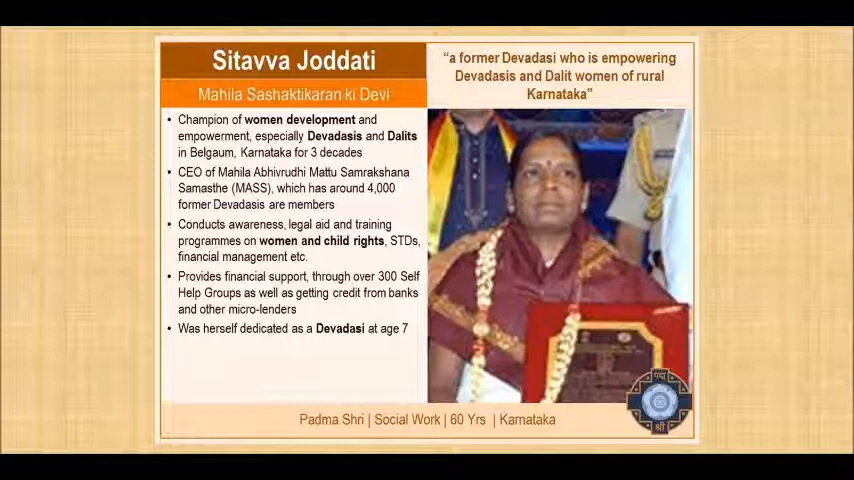 Sitavva Joddati
Mahila Sashaktikaran ki Devi
"a former Devadasi who is empowering
Devadasis and Dalit women of rural
Karnataka"
• Champion of women development and
empowerment, especially Devadasis and Dalits
in Belgaum, Karnataka for 3 decades
• CEO of Mahila Abhivrudhi Mattu Samrakshana
Samasthe (MASS), which has around 4,000
former Devadasis are members
• Conducts awareness, legal aid and training
programmes on women and child rights, STDs,
financial management etc.
• Provides financial support, through over 300 Self
Help Groups as well as getting credit from banks
and other micro-lenders
• Was herself dedicated as a Devadasi at age 7
पद्म
श्री
Padma Shri | Social Work | 60 Yrs | Karnataka